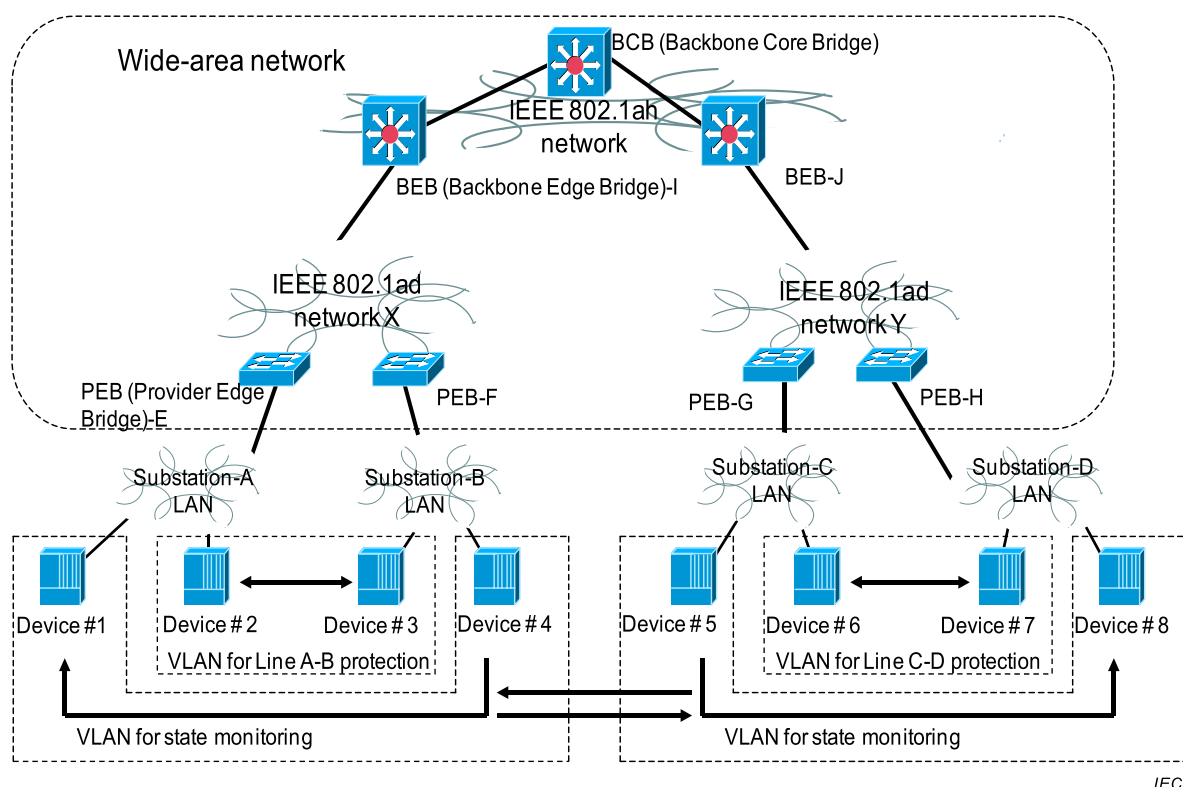 BCB (Backbone Core Bridge)
Wide-area network
IEEE 802.1ah
network
BEB (Backbone Edge Bridge)-I
BEB-J
IEEE 802.1ad
network X
IEEE 802.1ad
network Y
PEB (Provider Edge
Bridge)-E
PEB-F
PEB-G
PEB-H
Substation-A
LAN
Substation-B
LAN
Substation-C
LAN
Substation-D
LAN
Device #1
Device # 2
Device # 3
Device # 4
Device # 5
Device # 6
Device # 7
Device # 8
VLAN for Line A-B protection
VLAN for Line C-D protection
VLAN for state monitoring
VLAN for state monitoring
IEC